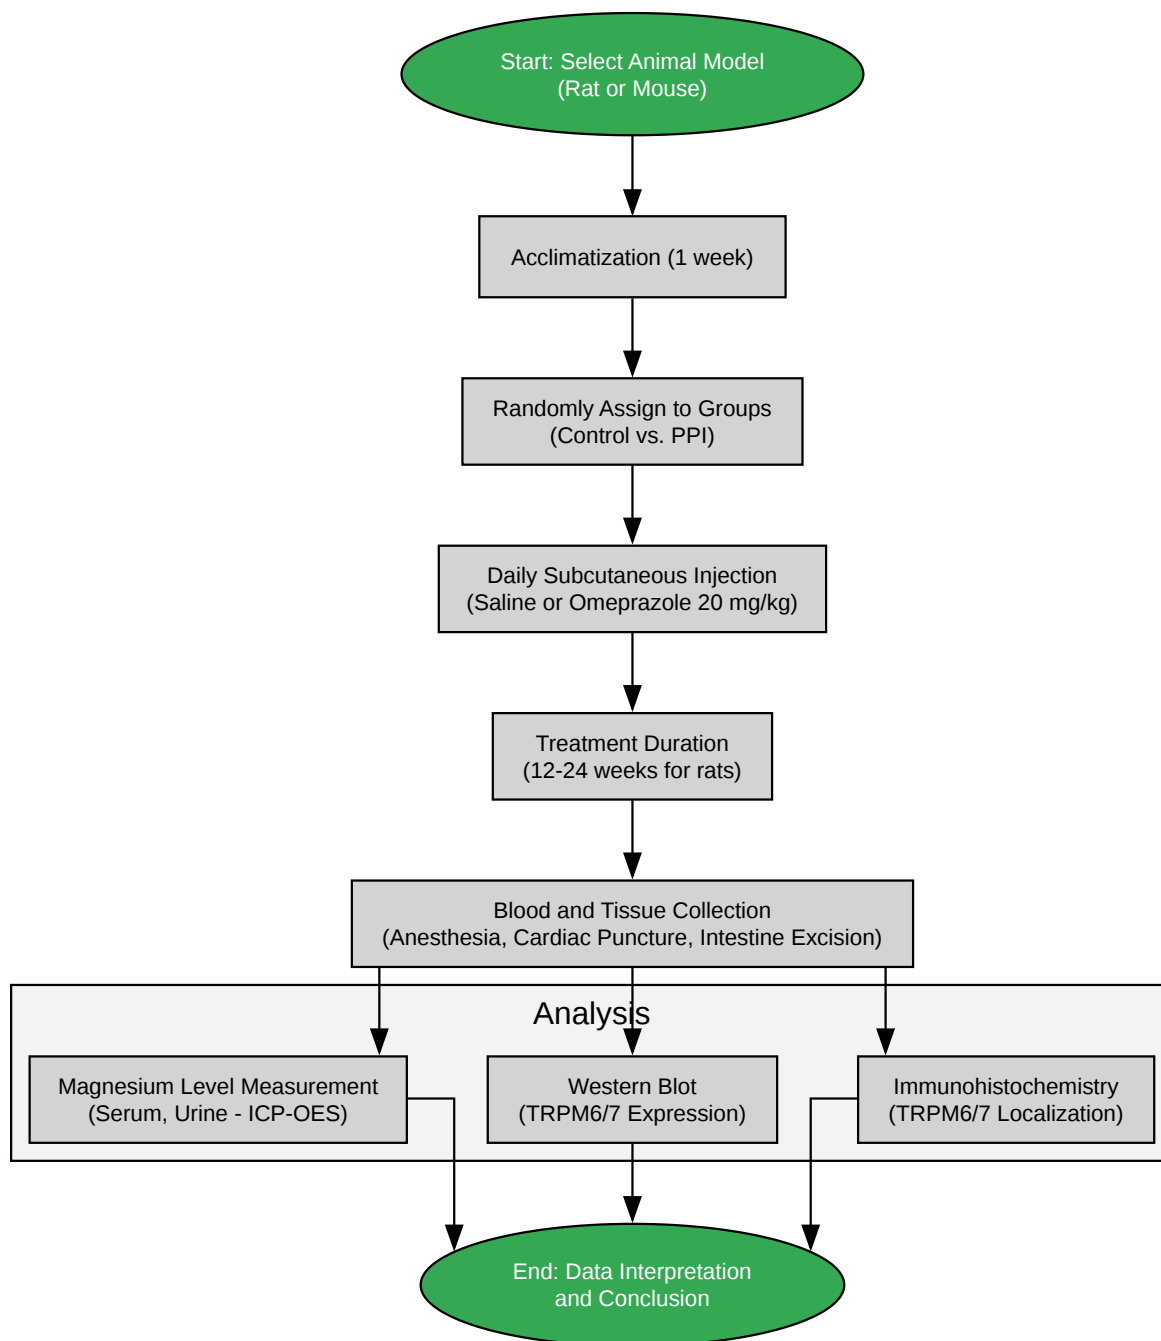 Start: Select Animal Model
(Rat or Mouse)
Acclimatization (1 week)
Randomly Assign to Groups
(Control vs. PPI)
Daily Subcutaneous Injection
(Saline or Omeprazole 20 mg/kg)
Treatment Duration
(12-24 weeks for rats)
Blood and Tissue Collection
(Anesthesia, Cardiac Puncture, Intestine Excision)
Analysis
Magnesium Level Measurement
(Serum, Urine - ICP-OES)
Western Blot
(TRPM6/7 Expression)
Immunohistochemistry
(TRPM6/7 Localization)
End: Data Interpretation
and Conclusion